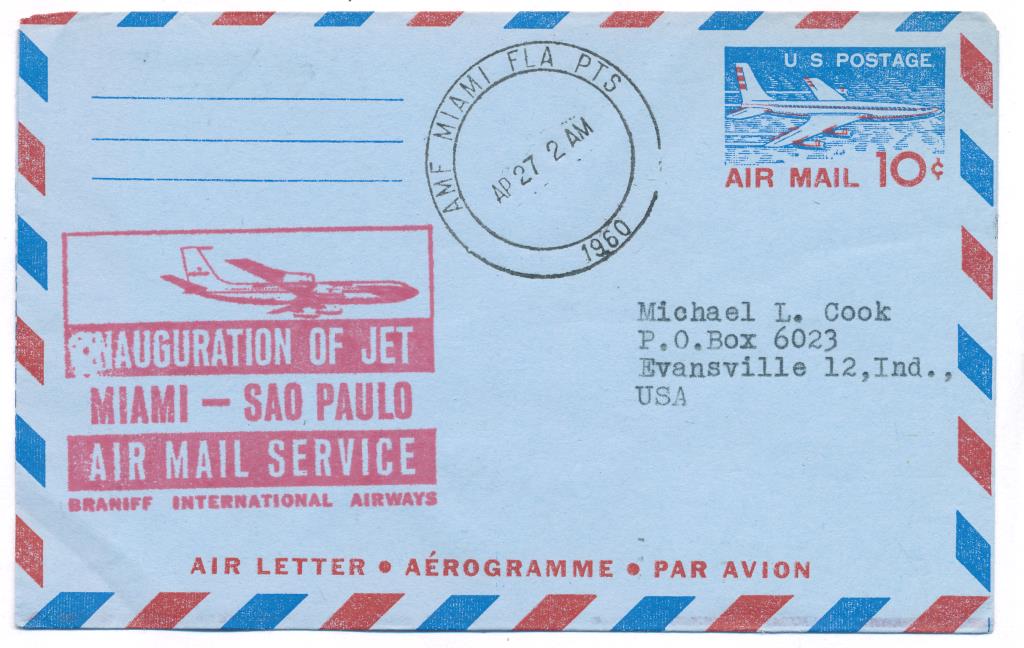 AMF MIAMI FLA PTS
AP 27 2 AM
1960
U S POSTAGE
AIR MAIL 10¢
INAUGURATION OF JET
MIAMI — SAO PAULO
AIR MAIL SERVICE
BRANIFF INTERNATIONAL AIRWAYS
Michael L. Cook
P.O.Box 6023
Evansville 12,Ind.,
USA
AIR LETTER • AÉROGRAMME • PAR AVION